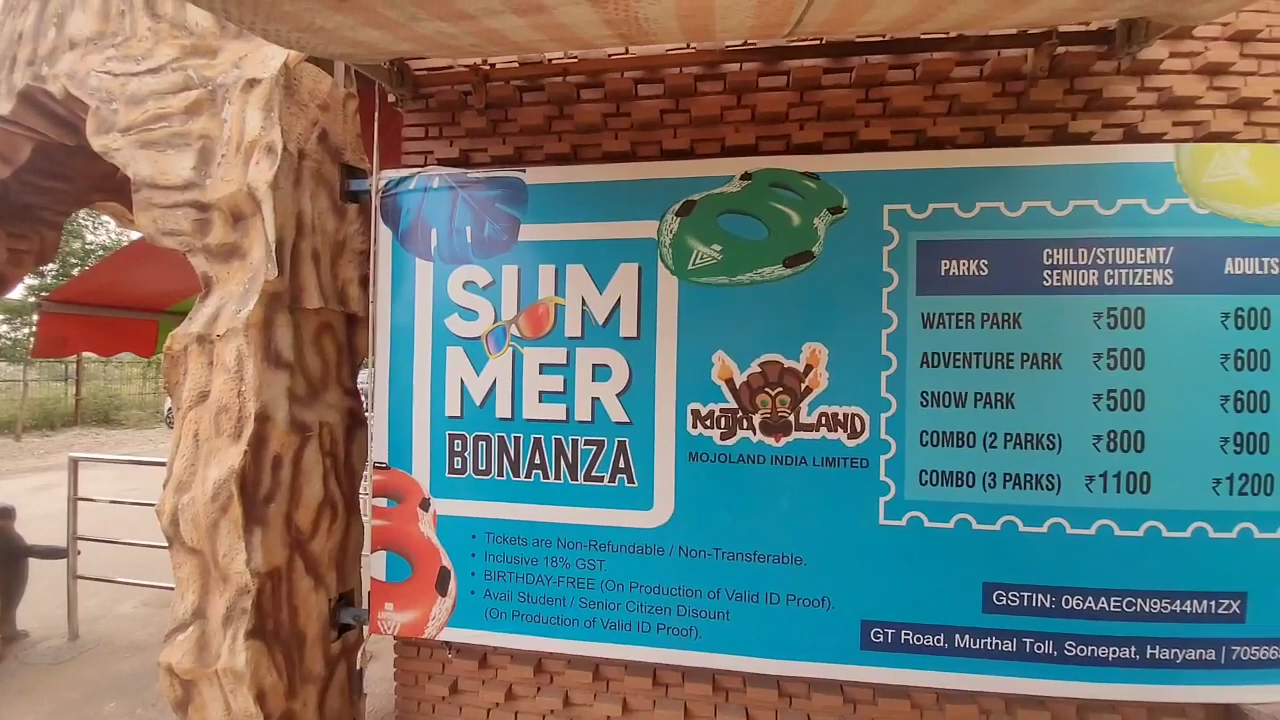 SUM
MER
BONANZA
MOJO LAND
MOJOLAND INDIA LIMITED
PARKS CHILD/STUDENT/ SENIOR CITIZENS ADULTS
WATER PARK ₹500 ₹600
ADVENTURE PARK ₹500 ₹600
SNOW PARK ₹500 ₹600
COMBO (2 PARKS) ₹800 ₹900
COMBO (3 PARKS) ₹1100 ₹1200
• Tickets are Non-Refundable / Non-Transferable.
• Inclusive 18% GST.
• BIRTHDAY-FREE (On Production of Valid ID Proof).
• Avail Student / Senior Citizen Disount
(On Production of Valid ID Proof).
GSTIN: 06AAECN9544M1ZX
GT Road, Murthal Toll, Sonepat, Haryana | 70566